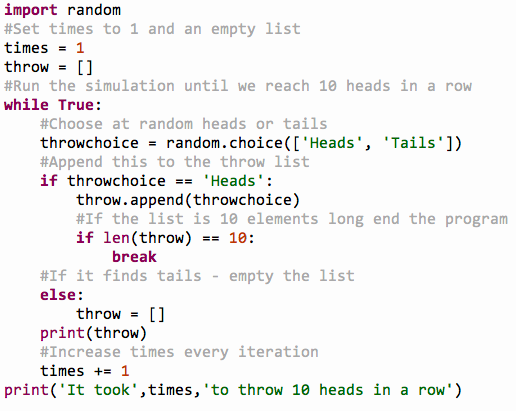 import random
#Set times to 1 and an empty list
times = 1
throw = []
#Run the simulation until we reach 10 heads in a row
while True:
    #Choose at random heads or tails
    throwchoice = random.choice(['Heads', 'Tails'])
    #Append this to the throw list
    if throwchoice == 'Heads':
        throw.append(throwchoice)
        #If the list is 10 elements long end the program
        if len(throw) == 10:
            break
    #If it finds tails - empty the list
    else:
        throw = []
    print(throw)
    #Increase times every iteration
    times += 1
print('It took',times,'to throw 10 heads in a row')